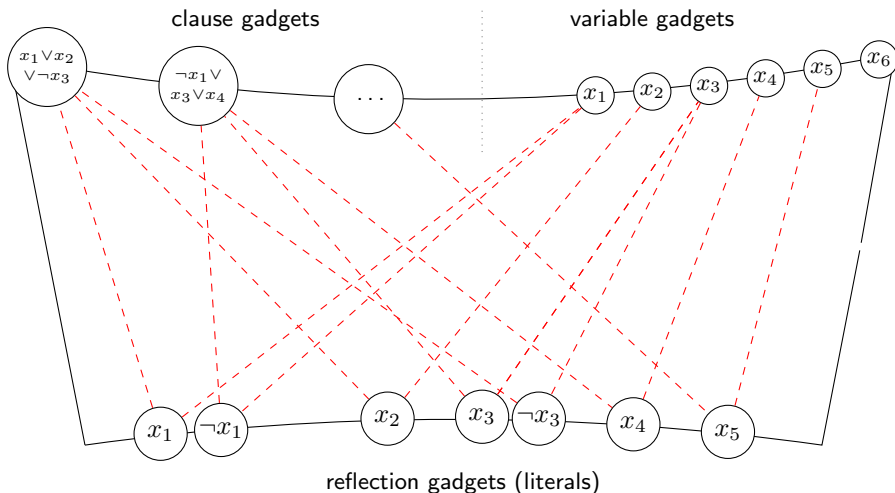 clause gadgets
variable gadgets
x₁∨x₂
∨¬x₃
¬x₁∨
x₃∨x₄
...
x₁
x₂
x₃
x₄
x₅
x₆
x₁
¬x₁
x₂
x₃
¬x₃
x₄
x₅
reflection gadgets (literals)